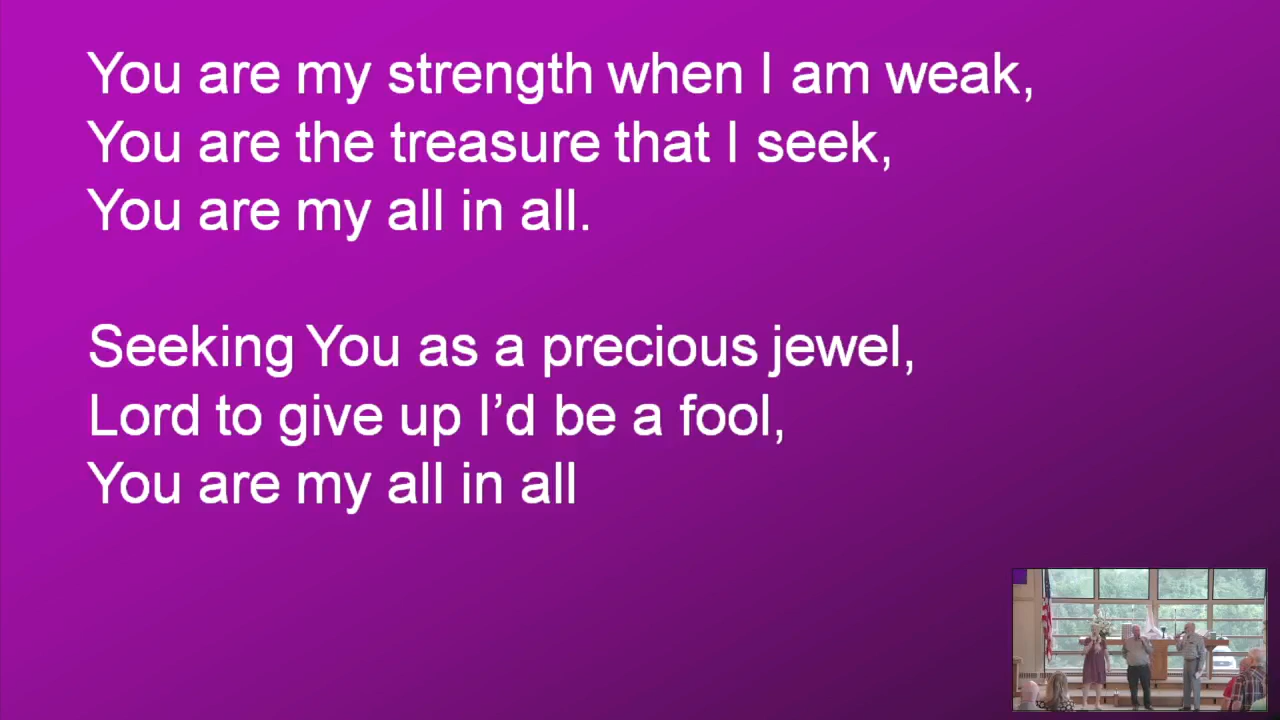 You are my strength when I am weak,
You are the treasure that I seek,
You are my all in all.
Seeking You as a precious jewel,
Lord to give up I’d be a fool,
You are my all in all